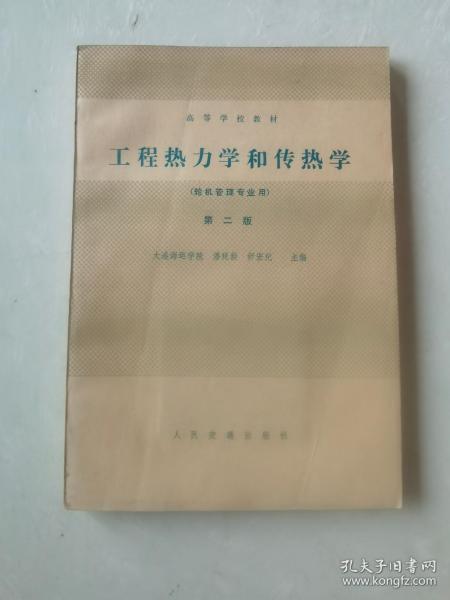 高等学校教材
工程热力学和传热学
(轮机管理专业用)
第二版
大连海运学院 主编
人民交通出版社
孔夫子旧书网
www.kongfz.com